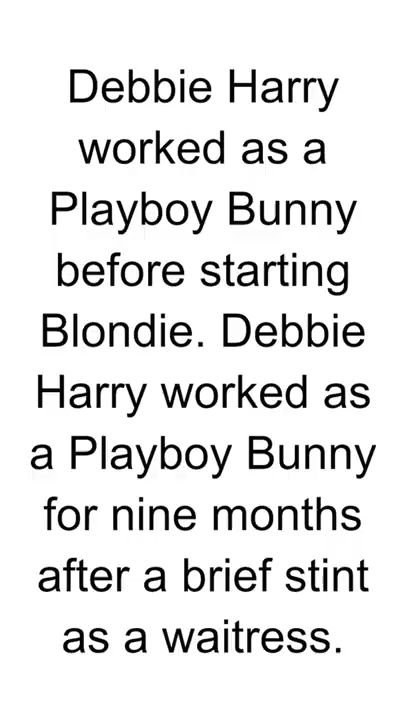 Debbie Harry
worked as a
Playboy Bunny
before starting
Blondie. Debbie
Harry worked as
a Playboy Bunny
for nine months
after a brief stint
as a waitress.